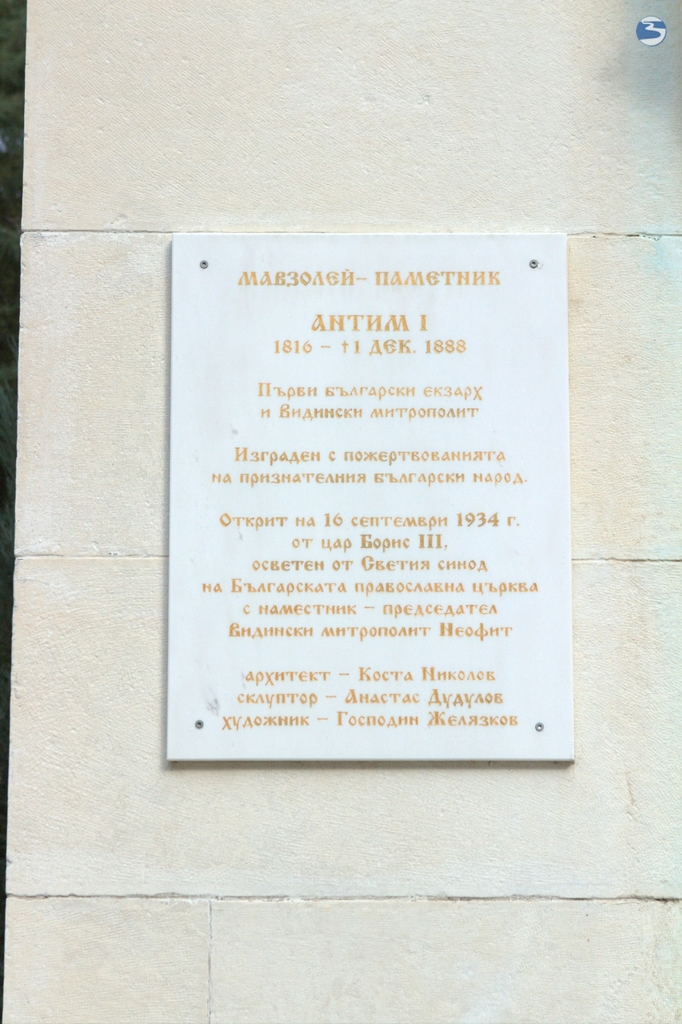 МАВЗОЛЕЙ – ПАМЕТНИК
АНТИМ I
1816 – †1 ДЕК. 1888
Първи български екзарх
и Видински митрополит
Изграден с пожертвованията
на признателния български народ.
Открит на 16 септември 1934 г.
от цар Борис III,
осветен от Светия синод
на Българската православна църква
с наместник – председател
Видински митрополит Неофит
архитект – Коста Николов
скулптор – Анастас Дудулов
художник – Господин Желязков